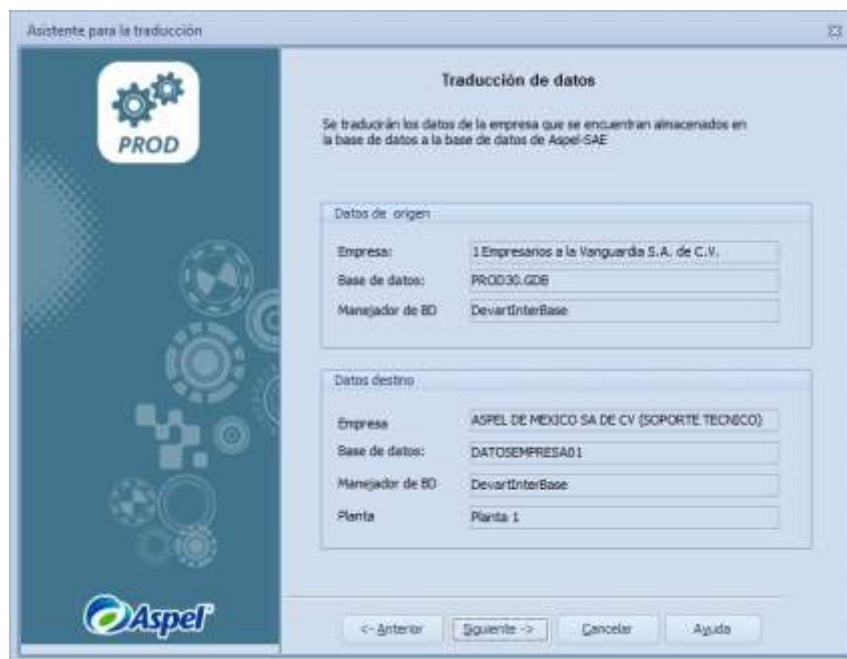 Asistente para la traducción
PROD
Traducción de datos
Se traducirán los datos de la empresa que se encuentran almacenados en
la base de datos a la base de datos de Aspel-SAE
Datos de origen
Empresa: 1 Empresarios a la Vanguardia S.A. de C.V.
Base de datos: PROD30.GDB
Manejador de BD DevartInterBase
Datos destino
Empresa ASPEL DE MEXICO SA DE CV (SOPORTE TECNICO)
Base de datos: DATOSEMPRESA01
Manejador de BD DevartInterBase
Planta Planta 1
Aspel
<- Anterior Siguiente -> Cancelar Ayuda